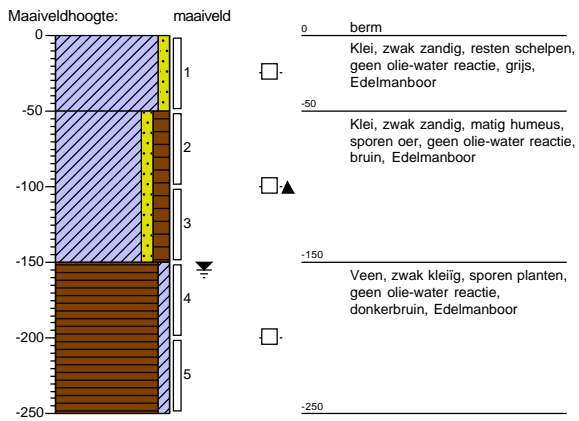 Maaiveldhoogte: maaiveld
0
-50
-100
-150
-200
-250
1
2
3
4
5
0 berm
Klei, zwak zandig, resten schelpen,
geen olie-water reactie, grijs,
Edelmanboor
-50
Klei, zwak zandig, matig humeus,
sporen oer, geen olie-water reactie,
bruin, Edelmanboor
-150
Veen, zwak kleiïg, sporen planten,
geen olie-water reactie,
donkerbruin, Edelmanboor
-250